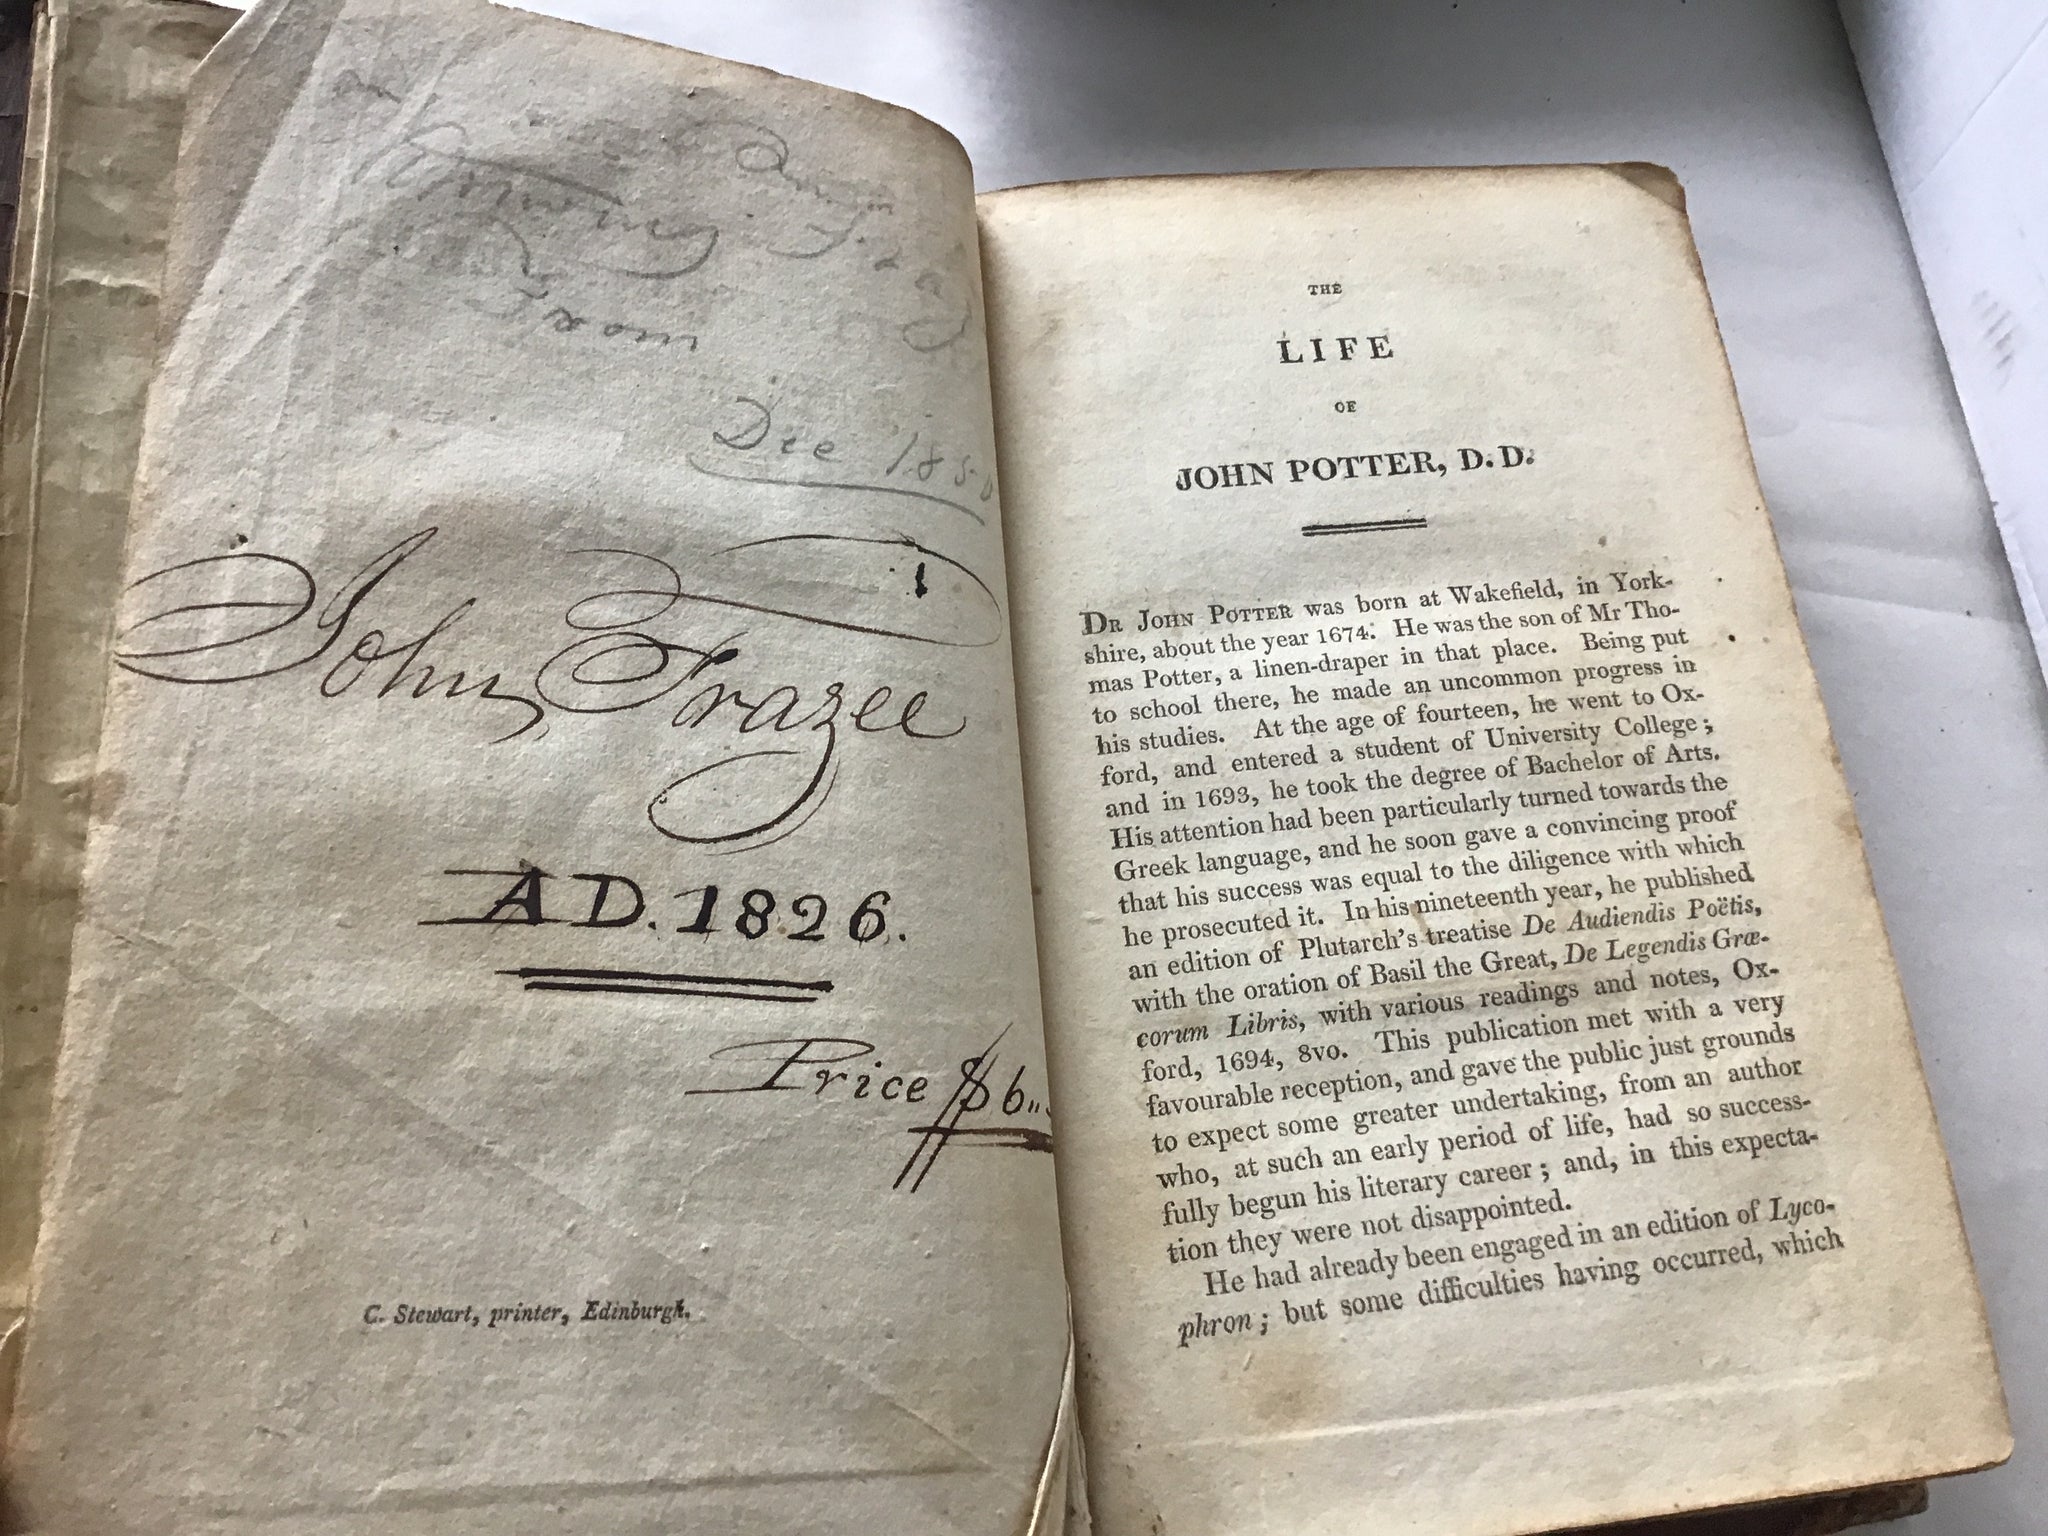 from
Dec 1850
John Frazee
AD. 1826.
Price $6
C. Stewart, printer, Edinburgh.
THE
LIFE
OF
JOHN POTTER, D.D.
DR JOHN POTTER was born at Wakefield, in York-
shire, about the year 1674. He was the son of Mr Tho-
mas Potter, a linen-draper in that place. Being put
to school there, he made an uncommon progress in
his studies. At the age of fourteen, he went to Ox-
ford, and entered a student of University College;
and in 1693, he took the degree of Bachelor of Arts.
His attention had been particularly turned towards the
Greek language, and he soon gave a convincing proof
that his success was equal to the diligence with which
he prosecuted it. In his nineteenth year, he published
an edition of Plutarch's treatise De Audiendis Poëtis,
with the oration of Basil the Great, De Legendis Græ-
corum Libris, with various readings and notes, Ox-
ford, 1694, 8vo. This publication met with a very
favourable reception, and gave the public just grounds
to expect some greater undertaking, from an author
who, at such an early period of life, had so success-
fully begun his literary career; and, in this expecta-
tion they were not disappointed.
He had already been engaged in an edition of Lyco-
phron; but some difficulties having occurred, which